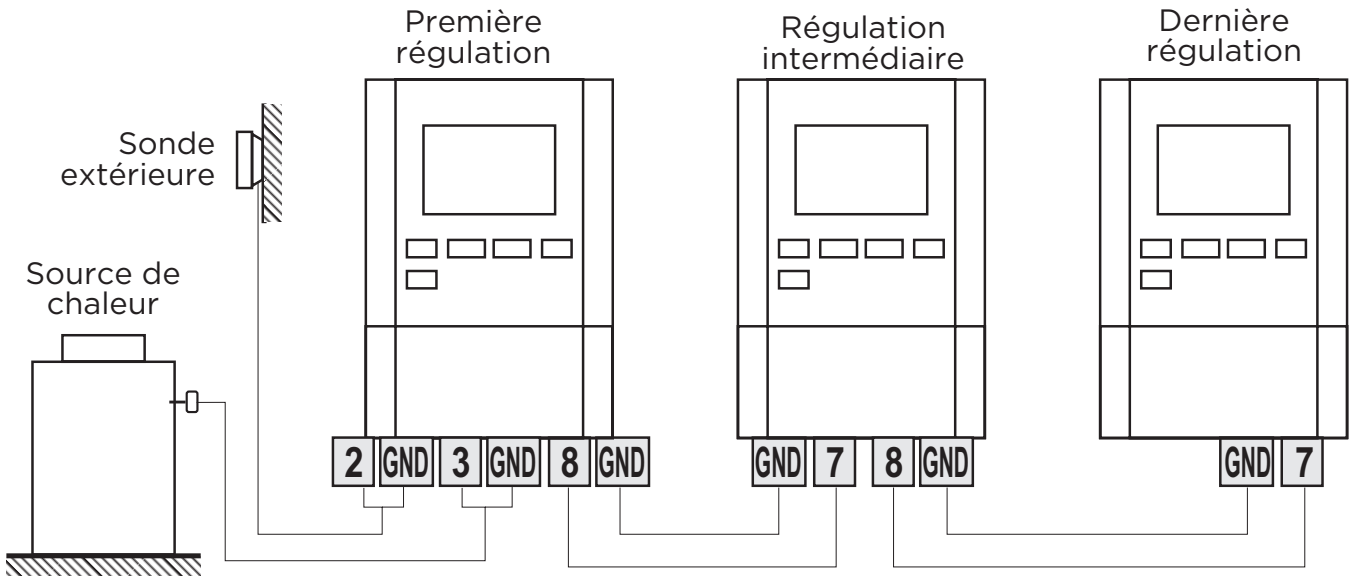 Première
régulation
Régulation
intermédiaire
Dernière
régulation
Sonde
extérieure
Source de
chaleur
2 GND 3 GND 8 GND
GND 7 8 GND
GND 7